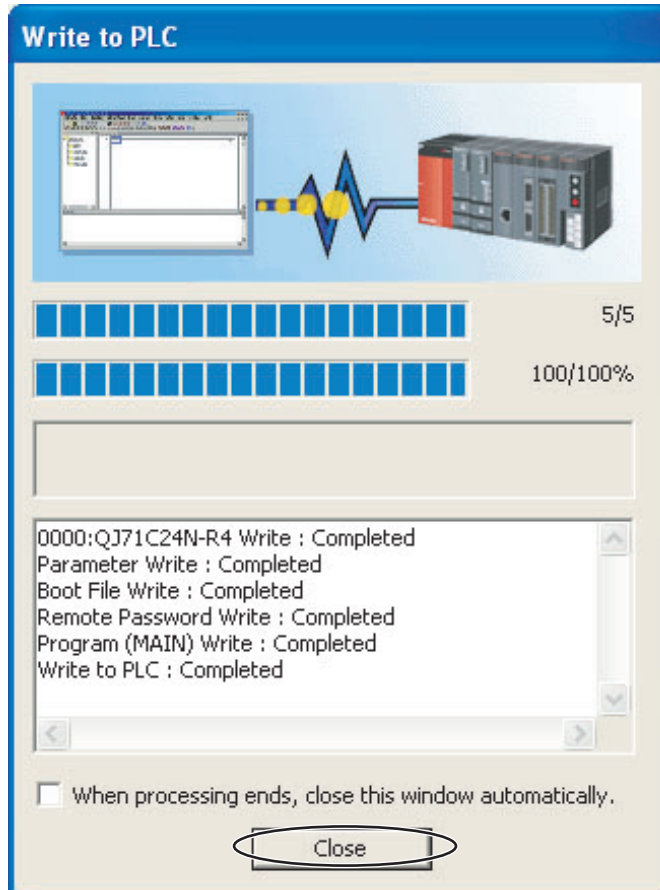 Write to PLC
5/5
100/100%
0000:QJ71C24N-R4 Write : Completed
Parameter Write : Completed
Boot File Write : Completed
Remote Password Write : Completed
Program (MAIN) Write : Completed
Write to PLC : Completed
When processing ends, close this window automatically.
Close